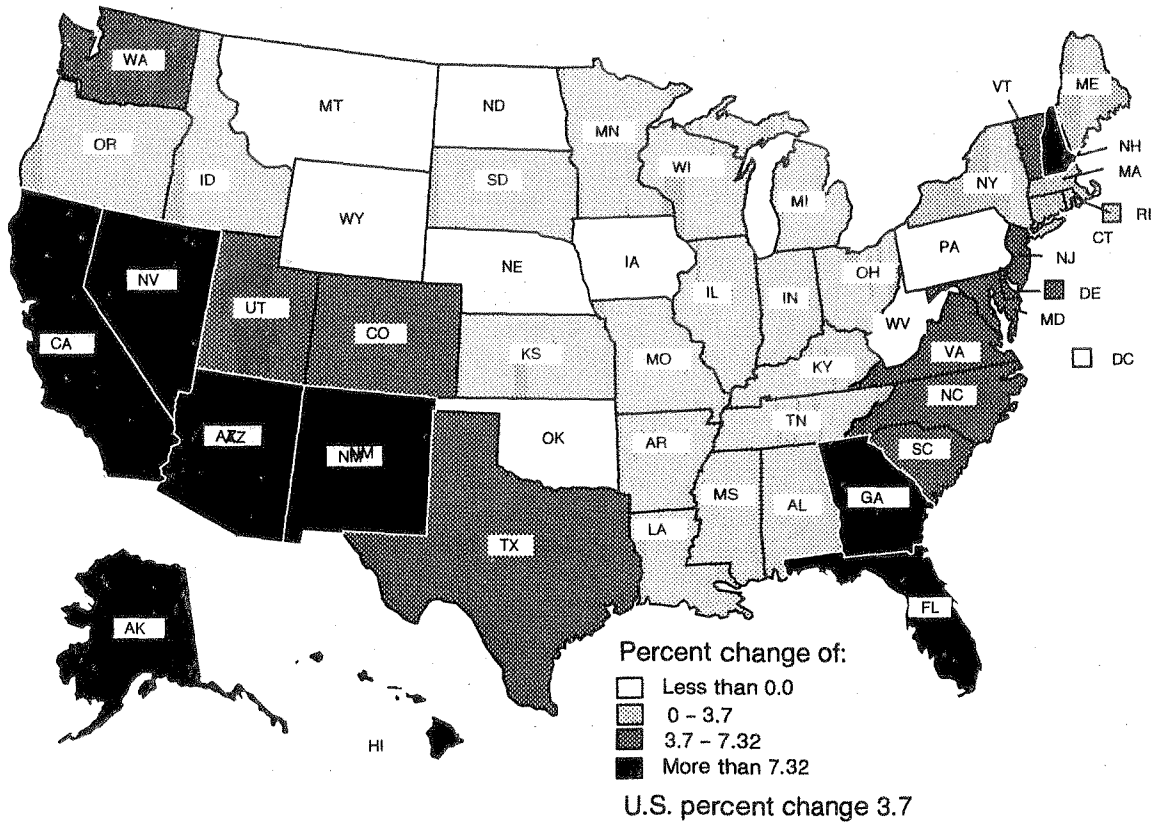 WA
MT
ND
MN
VT
ME
OR
ID
SD
WI
MI
NY
NH
MA
RI
CT
WY
NE
IA
PA
NJ
NV
UT
CO
IL
IN
OH
WV
DE
MD
CA
KS
MO
KY
VA
DC
AZ
NM
OK
AR
TN
NC
SC
TX
LA
MS
AL
GA
FL
AK
HI
Percent change of:
Less than 0.0
0 – 3.7
3.7 – 7.32
More than 7.32
U.S. percent change 3.7